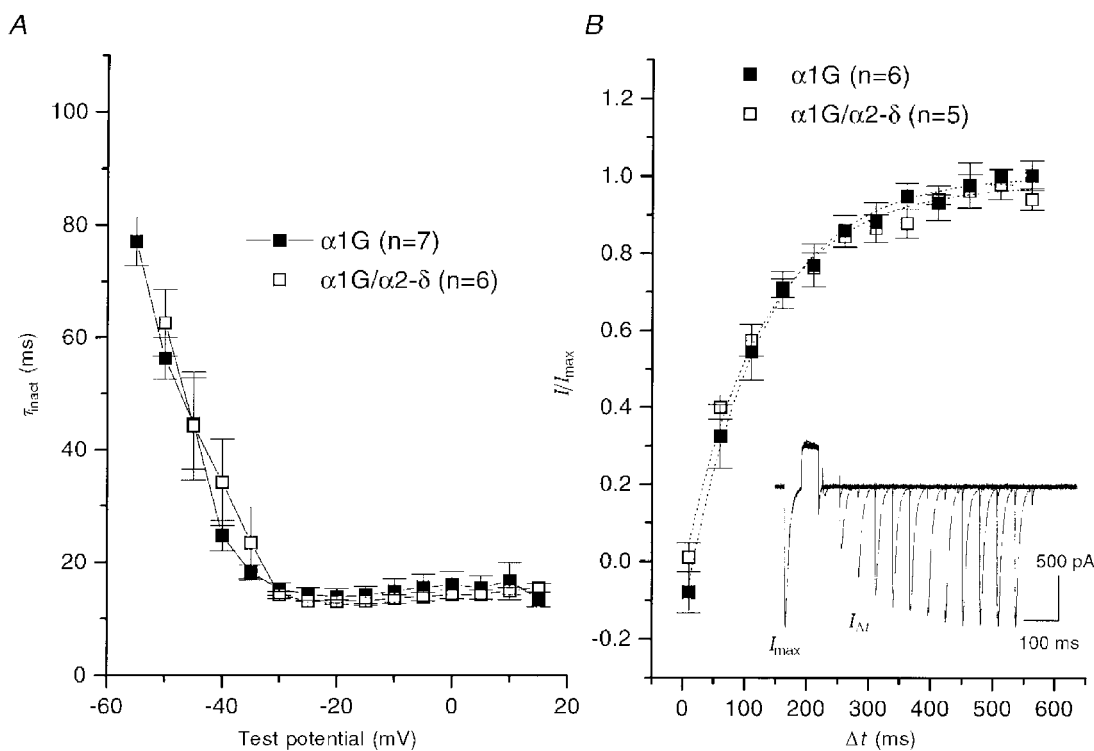 A
100
80
60
40
20
0
τinact (ms)
α1G (n=7)
α1G/α2-δ (n=6)
-60
-40
-20
0
20
Test potential (mV)
B
1.2
1.0
0.8
0.6
0.4
0.2
0.0
-0.2
I/Imax
α1G (n=6)
α1G/α2-δ (n=5)
Imax
IΔt
500 pA
100 ms
0
100
200
300
400
500
600
Δt (ms)